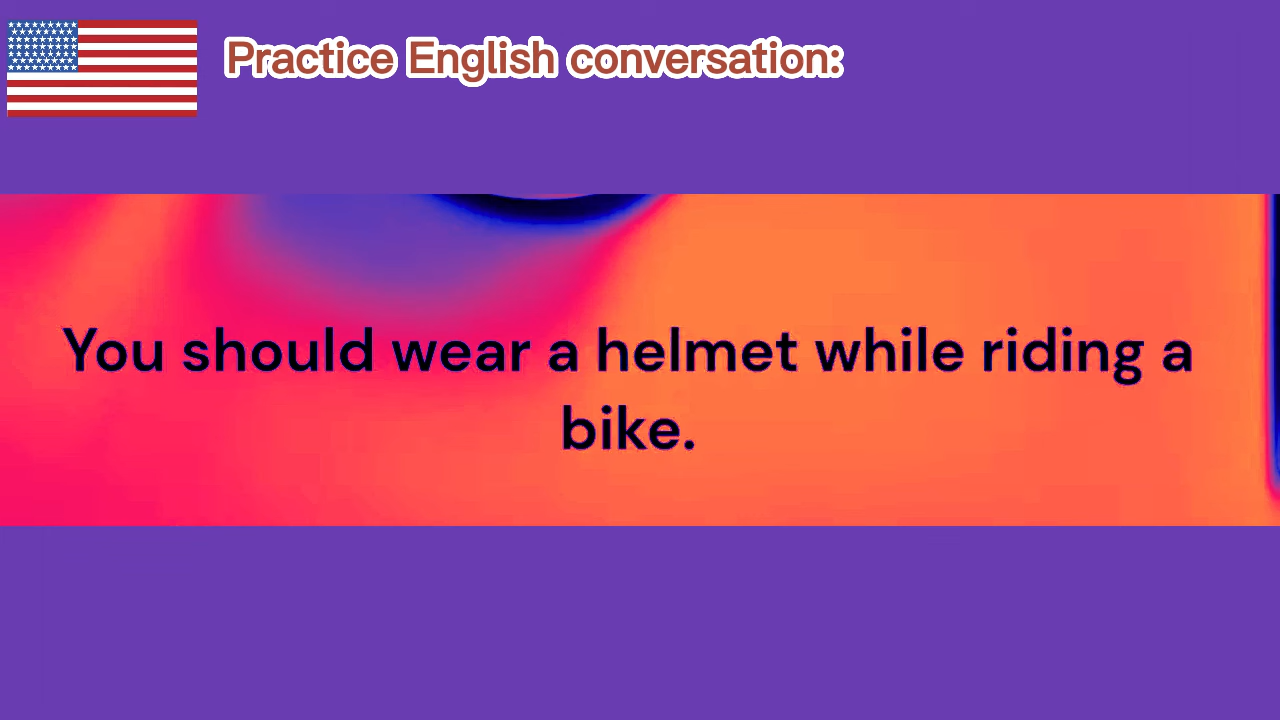 Practice English conversation:
You should wear a helmet while riding a
bike.